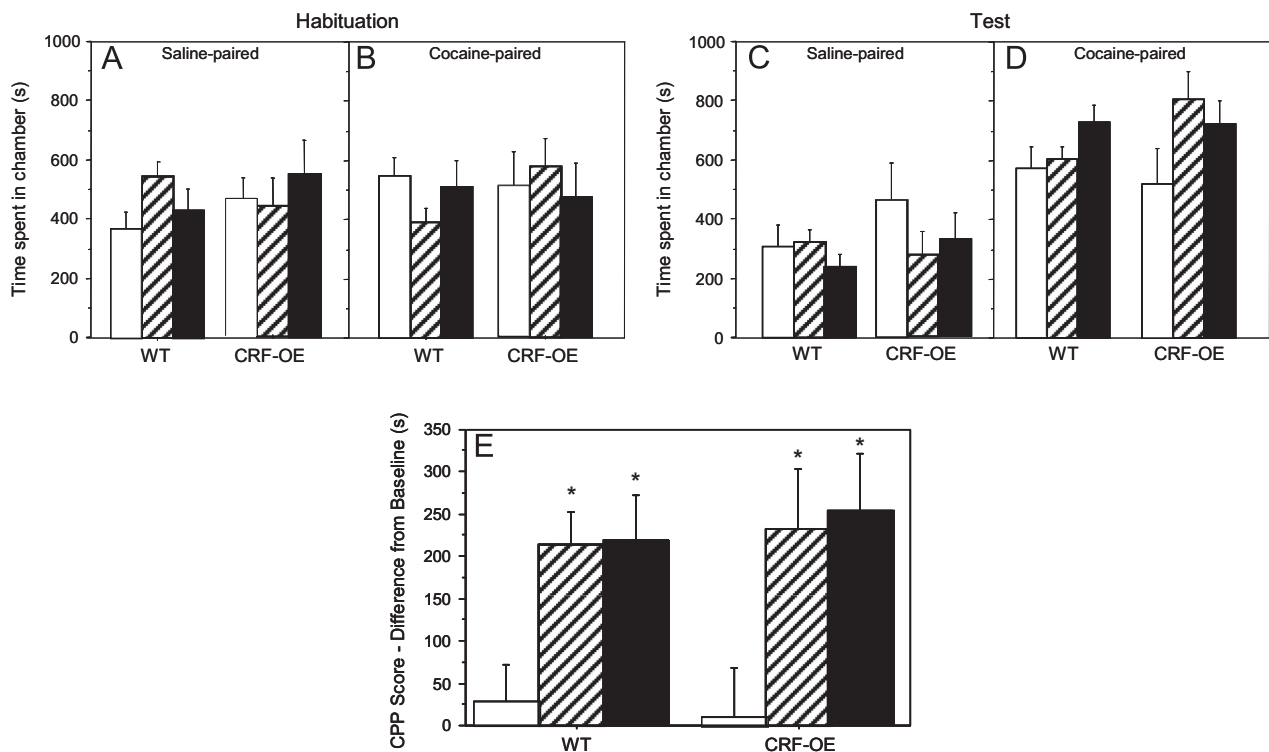 Habituation
Test
Time spent in chamber (s)
1000
800
600
400
200
0
A
Saline-paired
B
Cocaine-paired
WT
CRF-OE
WT
CRF-OE
Time spent in chamber (s)
1000
800
600
400
200
0
C
Saline-paired
D
Cocaine-paired
WT
CRF-OE
WT
CRF-OE
CPP Score - Difference from Baseline (s)
350
300
250
200
150
100
50
0
E
*
*
*
*
WT
CRF-OE